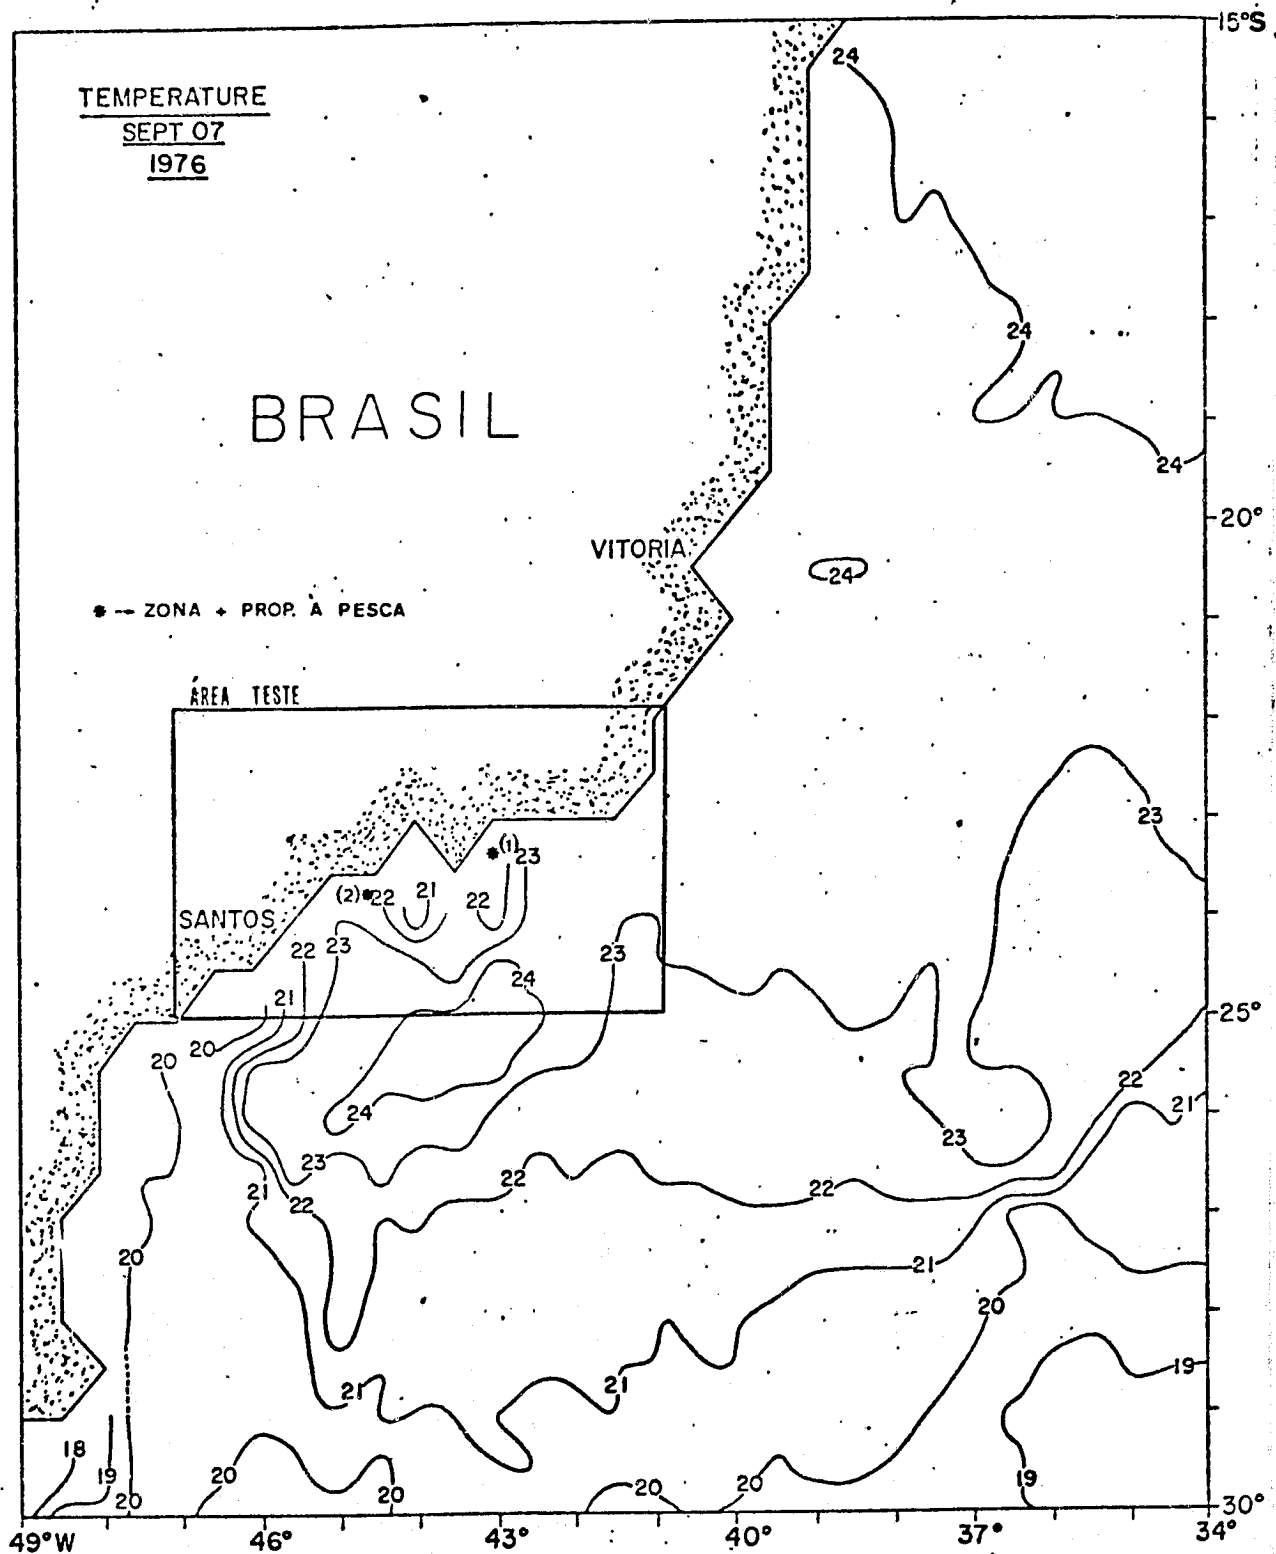 15°S
24
TEMPERATURE
SEPT 07
1976
24
BRASIL
24
20°
VITORIA
24
* → ZONA + PROP. À PESCA
ÁREA TESTE
23
*(1) 23
(2)* 22 21 22
SANTOS
22 23 23
24
21
25°
20
20
22
24
21
23
23
21 22 22 22
20
21
20
19
21 21
18
19 20 20 20 20 19
20
30°
49°W 46° 43° 40° 37° 34°